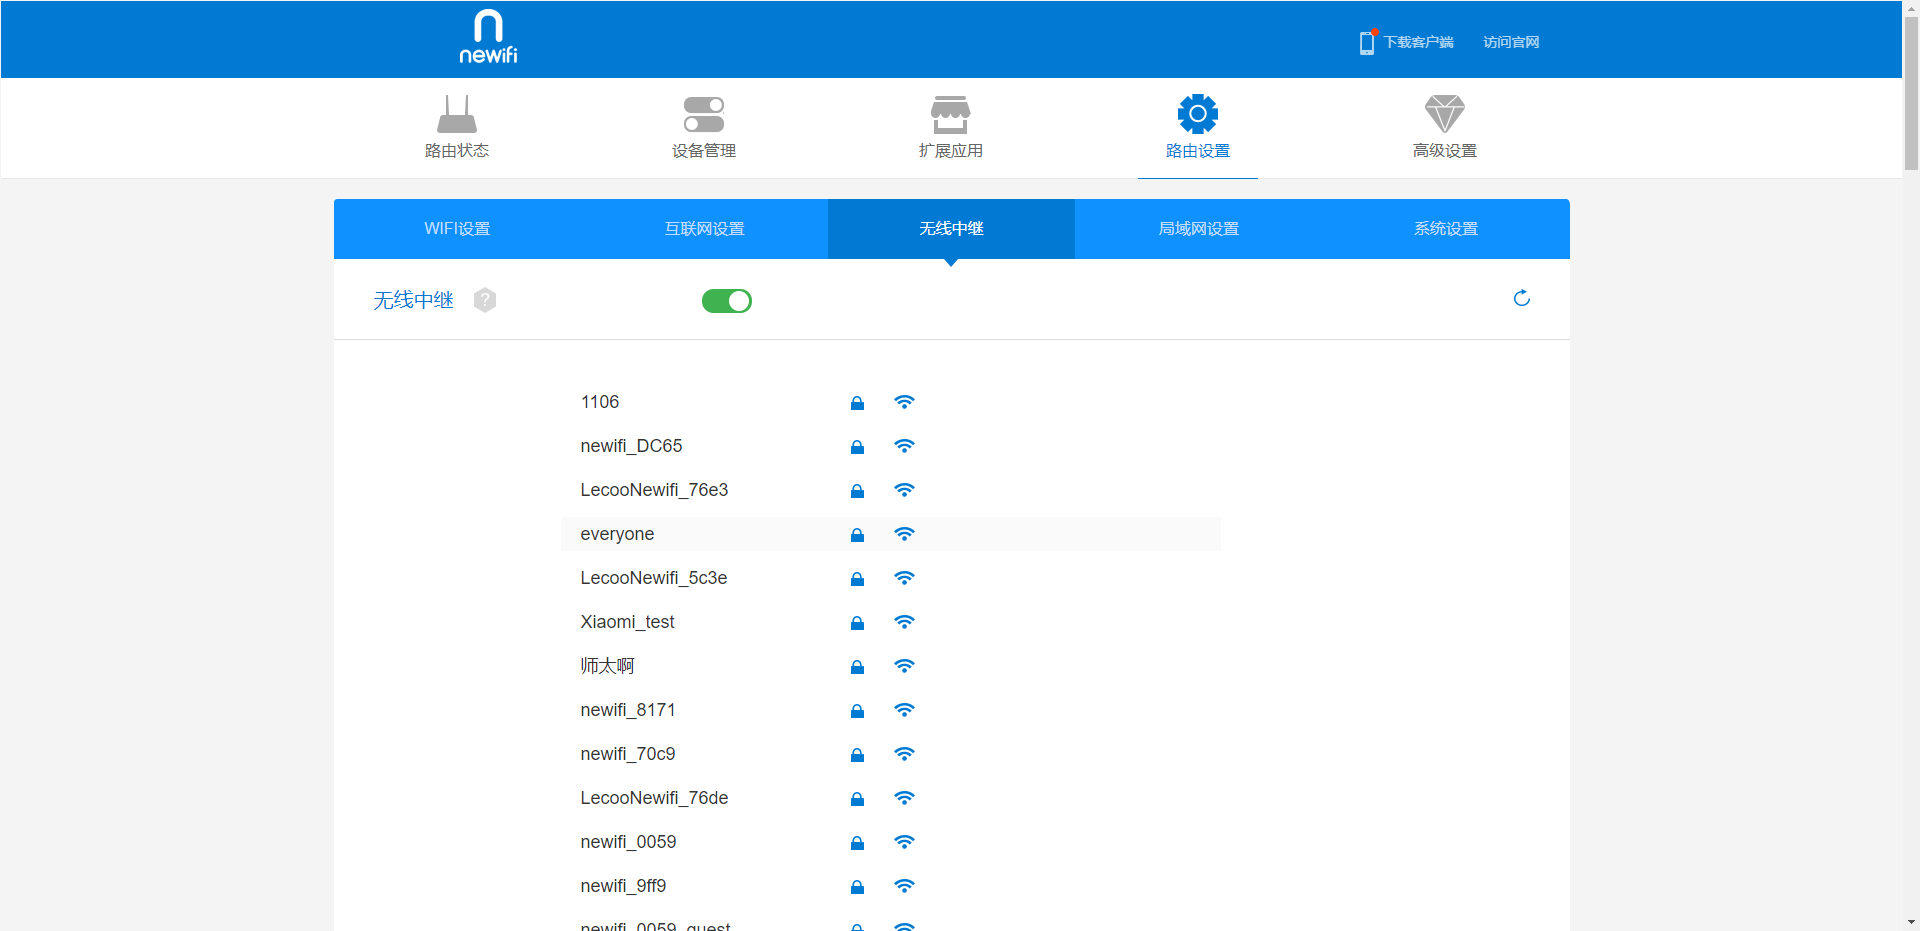 newifi
下载客户端 访问官网
路由状态 设备管理 扩展应用 路由设置 高级设置
WIFI设置 互联网设置 无线中继 局域网设置 系统设置
无线中继 ?
1106
newifi_DC65
LecooNewifi_76e3
everyone
LecooNewifi_5c3e
Xiaomi_test
师太啊
newifi_8171
newifi_70c9
LecooNewifi_76de
newifi_0059
newifi_9ff9
newifi_0059_guest